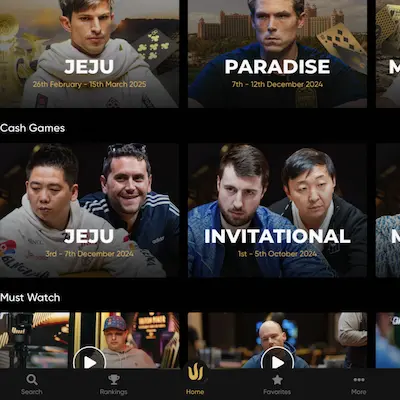 JEJU
26th February - 15th March 2025
PARADISE
7th - 12th December 2024
M
Cash Games
JEJU
3rd - 7th December 2024
INVITATIONAL
1st - 5th October 2024
M
Must Watch
Search
Rankings
Home
Favorites
More